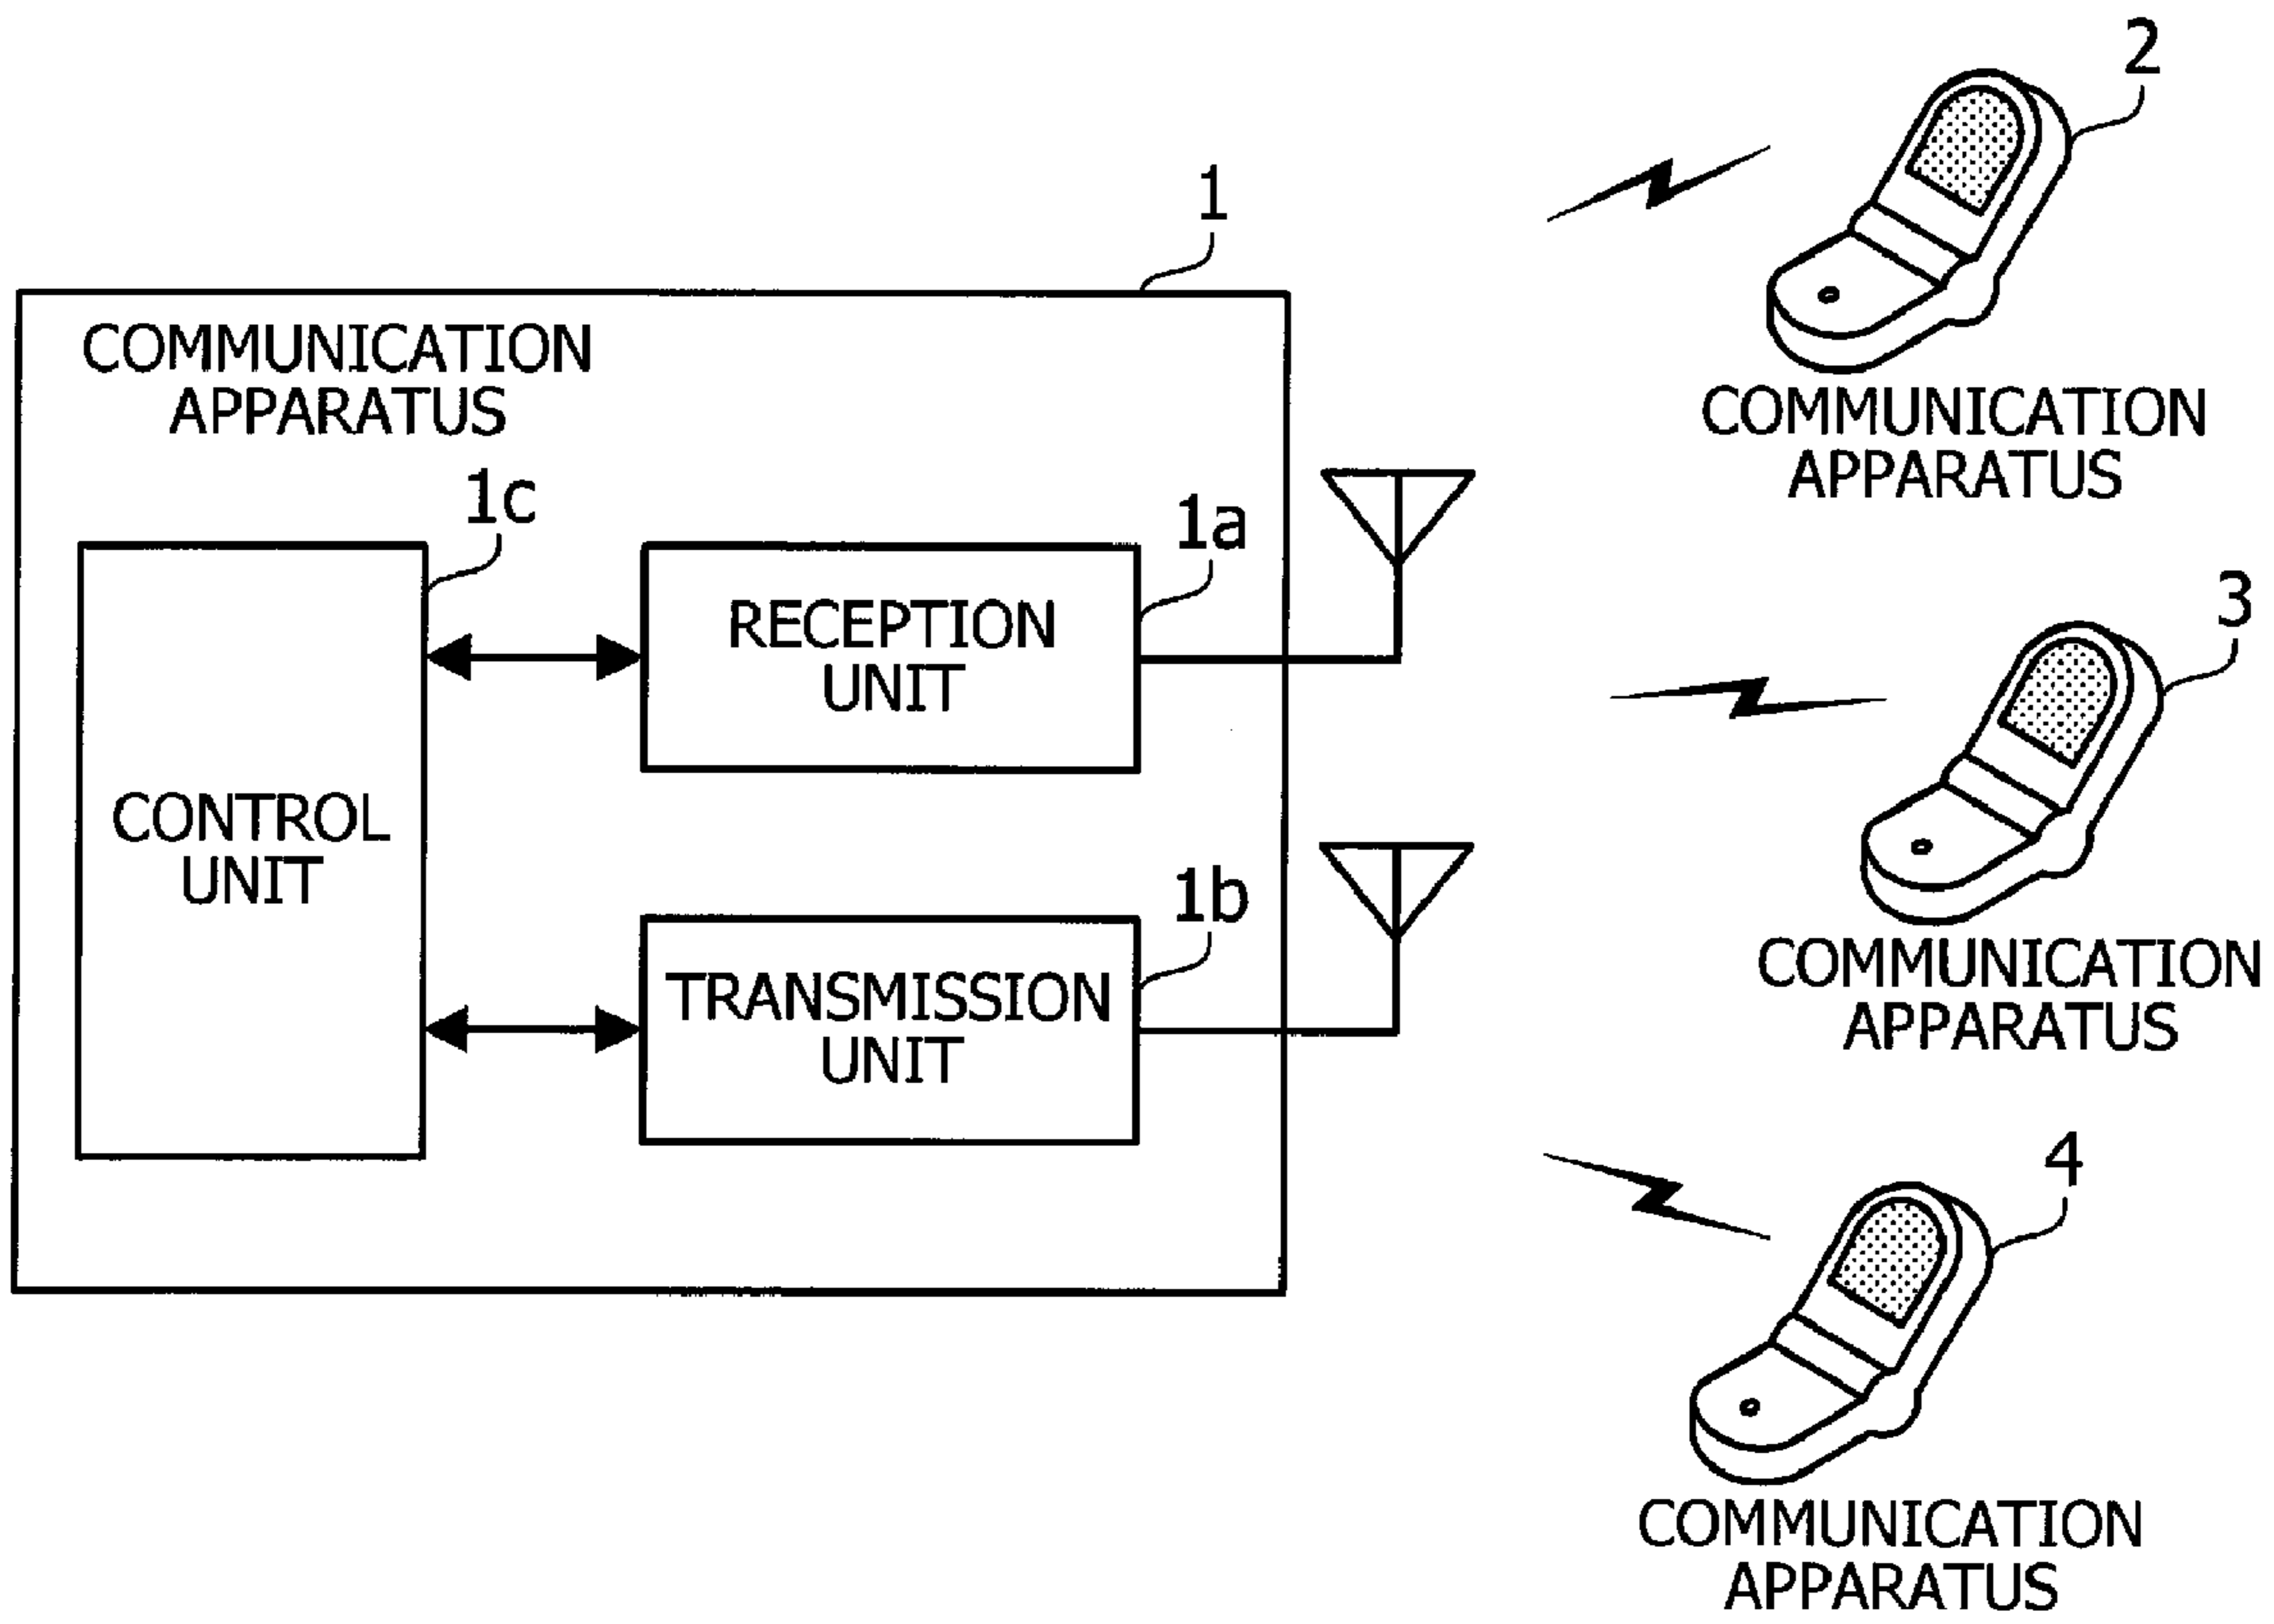 2
1
COMMUNICATION
APPARATUS
COMMUNICATION
APPARATUS
1c
1a
RECEPTION
UNIT
3
CONTROL
UNIT
1b
TRANSMISSION
UNIT
COMMUNICATION
APPARATUS
4
COMMUNICATION
APPARATUS